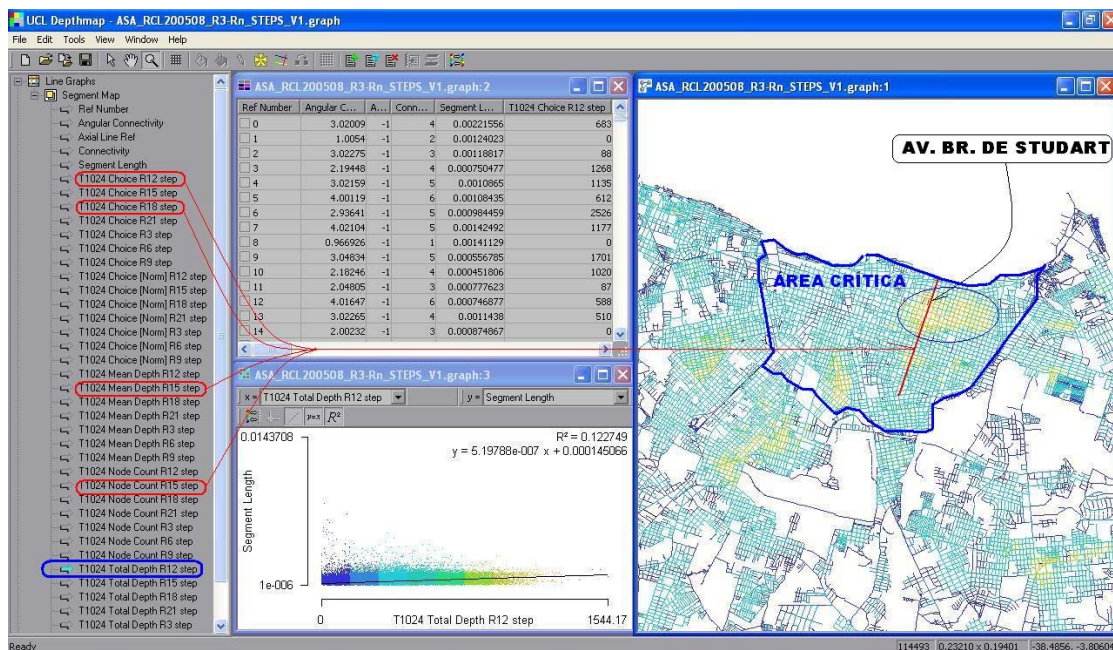 UCL Depthmap - ASA_RCL200508_R3-Rn_STEPS_V1.graph
File Edit Tools View Window Help
Line Graphs
Segment Map
Ref Number
Angular Connectivity
Axial Line Ref
Connectivity
Segment Length
T1024 Choice R12 step
T1024 Choice R15 step
T1024 Choice R18 step
T1024 Choice R21 step
T1024 Choice R3 step
T1024 Choice R6 step
T1024 Choice R9 step
T1024 Choice [Norm] R12 step
T1024 Choice [Norm] R15 step
T1024 Choice [Norm] R18 step
T1024 Choice [Norm] R21 step
T1024 Choice [Norm] R3 step
T1024 Choice [Norm] R6 step
T1024 Choice [Norm] R9 step
T1024 Mean Depth R12 step
T1024 Mean Depth R15 step
T1024 Mean Depth R18 step
T1024 Mean Depth R21 step
T1024 Mean Depth R3 step
T1024 Mean Depth R6 step
T1024 Mean Depth R9 step
T1024 Node Count R12 step
T1024 Node Count R15 step
T1024 Node Count R18 step
T1024 Node Count R21 step
T1024 Node Count R3 step
T1024 Node Count R6 step
T1024 Node Count R9 step
T1024 Total Depth R12 step
T1024 Total Depth R15 step
T1024 Total Depth R18 step
T1024 Total Depth R21 step
T1024 Total Depth R3 step
ASA_RCL200508_R3-Rn_STEPS_V1.graph:2
Ref Number Angular C... A... Conn... Segment L... T1024 Choice R12 step
0 3.02009 -1 4 0.00221556 683
1 1.0054 -1 2 0.00124023 0
2 3.02275 -1 3 0.00118817 88
3 2.19448 -1 4 0.000750477 1268
4 3.02159 -1 5 0.0010865 1135
5 4.00119 -1 6 0.00108435 612
6 2.93641 -1 5 0.000984459 2526
7 4.02104 -1 5 0.00142492 1177
8 0.966926 -1 1 0.00141129 0
9 3.04834 -1 5 0.000556785 1701
10 2.18246 -1 4 0.000451806 1020
11 2.04805 -1 3 0.000777623 87
12 4.01647 -1 6 0.000746877 588
13 3.02265 -1 4 0.0011438 510
14 2.00232 -1 3 0.000874867 0
ASA_RCL200508_R3-Rn_STEPS_V1.graph:3
x = T1024 Total Depth R12 step y = Segment Length
y=x R²
0.0143708
R² = 0.122749
y = 5.19788e-007 x + 0.000145066
Segment Length
1e-006
0 T1024 Total Depth R12 step 1544.17
ASA_RCL200508_R3-Rn_STEPS_V1.graph:1
AV. BR. DE STUDART
AREA CRÍTICA
Ready
114493 0.23210 x 0.19401 -38.4856, -3.80604